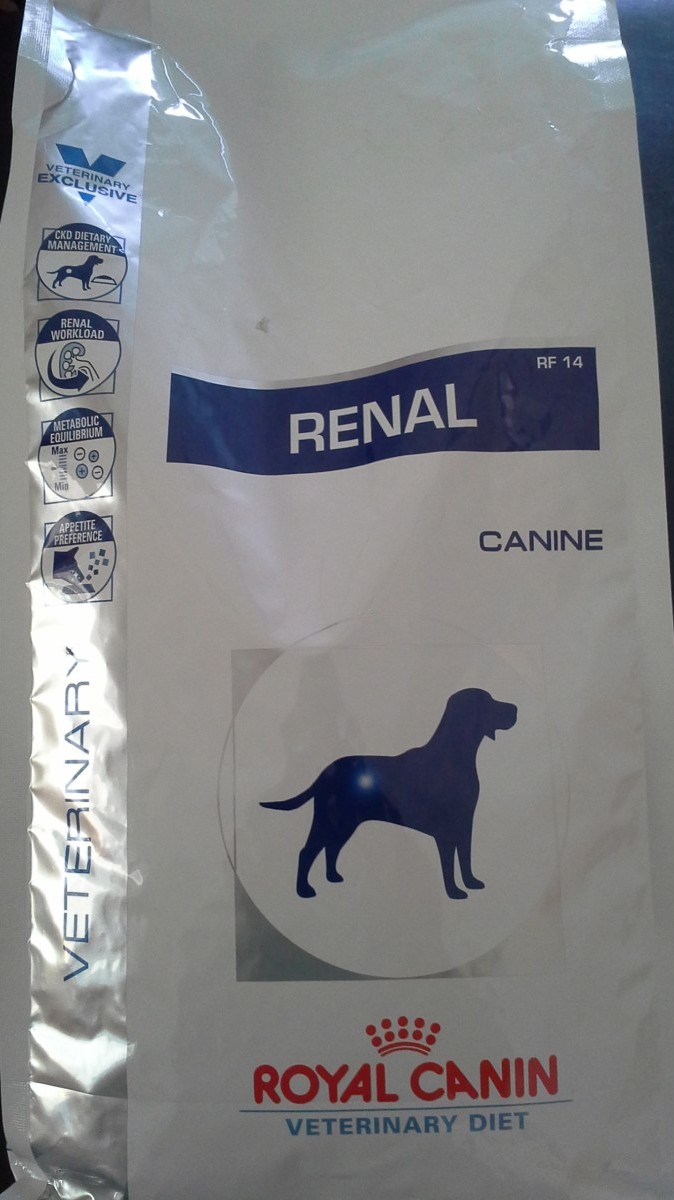 VETERINARY
EXCLUSIVE
CKD DIETARY
MANAGEMENT
RENAL
WORKLOAD
METABOLIC
EQUILIBRIUM
Max
Min
APPETITE
PREFERENCE
VETERINARY
RF 14
RENAL
CANINE
ROYAL CANIN
VETERINARY DIET